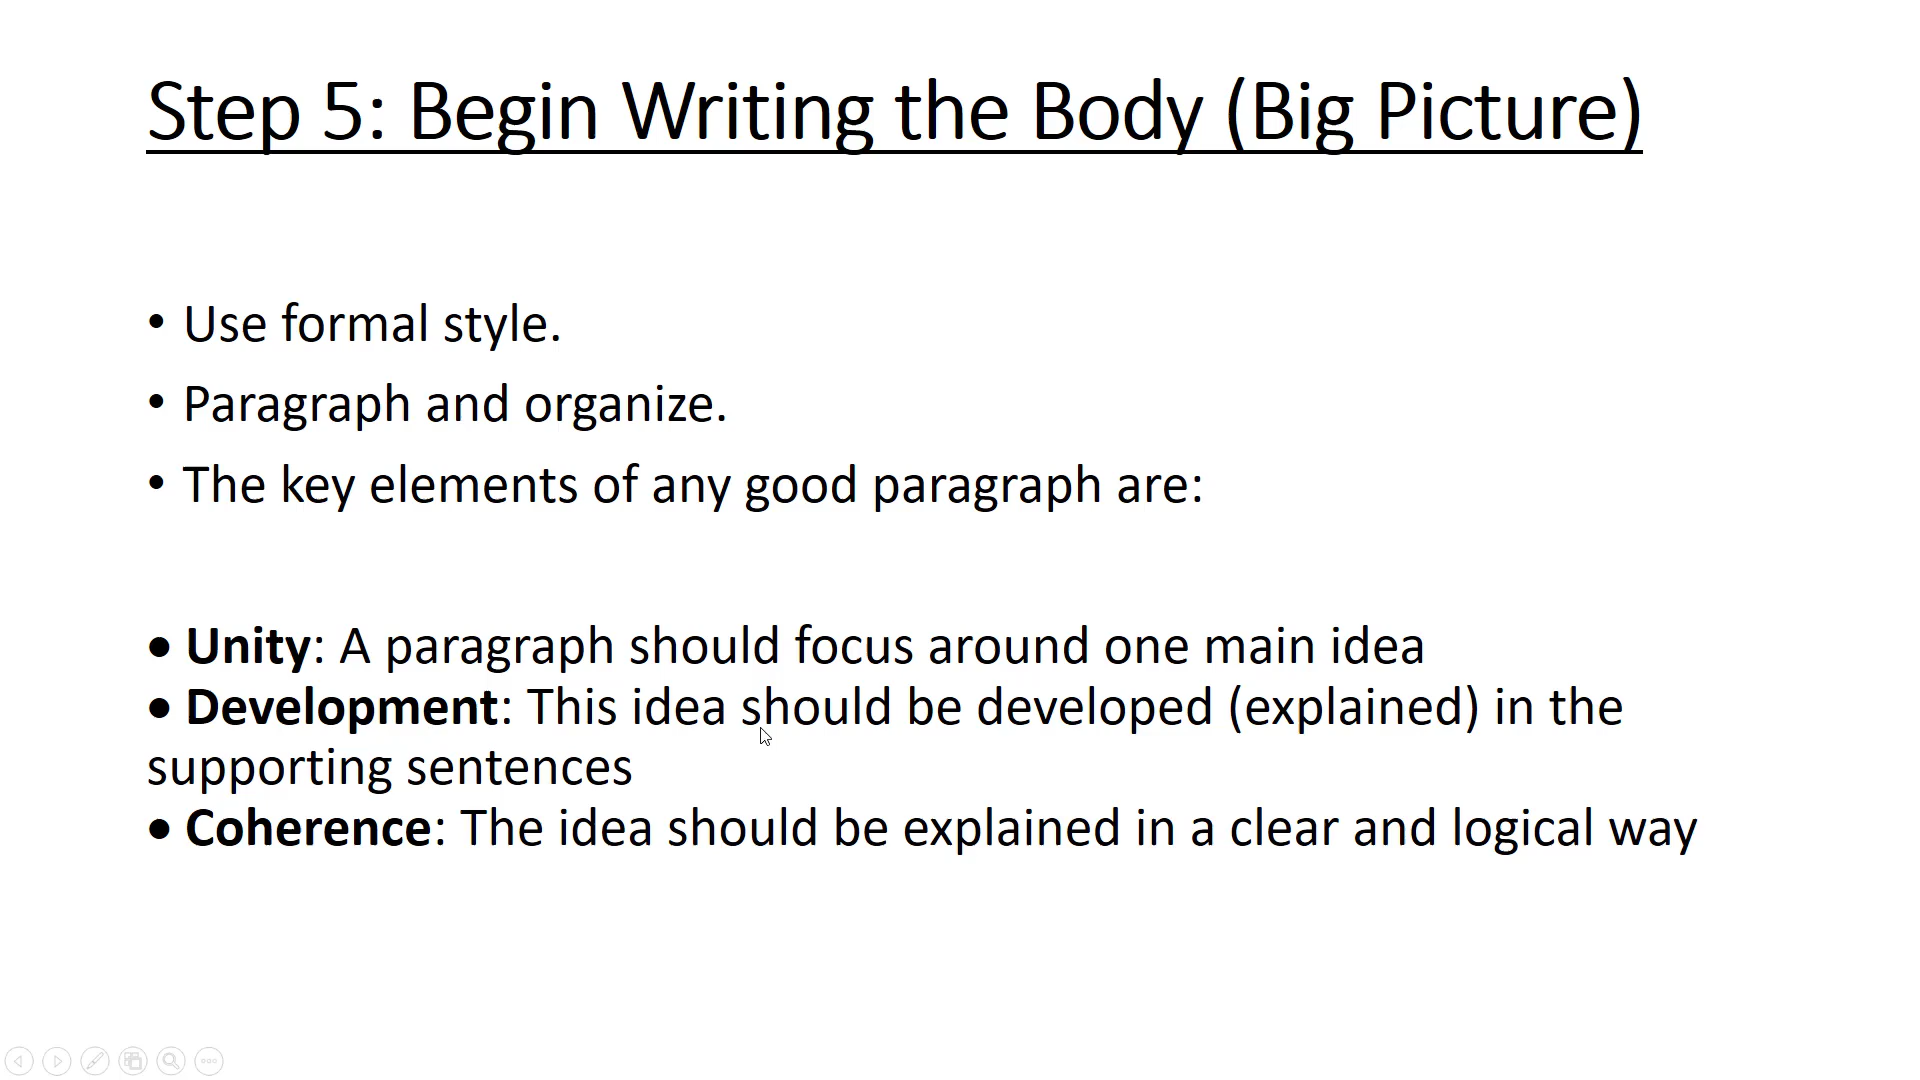 Step 5: Begin Writing the Body (Big Picture)
• Use formal style.
• Paragraph and organize.
• The key elements of any good paragraph are:
• Unity: A paragraph should focus around one main idea
• Development: This idea should be developed (explained) in the
supporting sentences
• Coherence: The idea should be explained in a clear and logical way